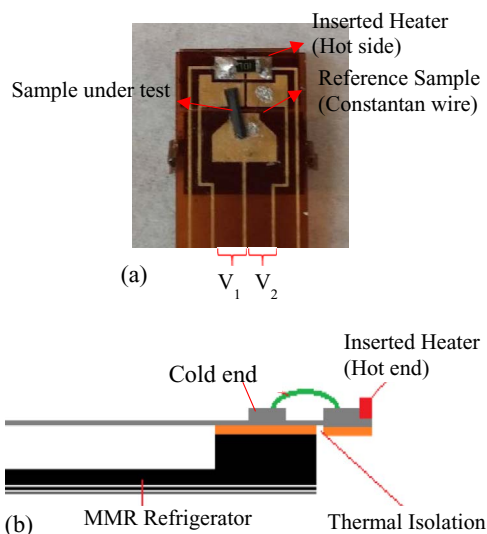 Inserted Heater
(Hot side)
Sample under test
Reference Sample
(Constantan wire)
(a)
V1 V2
Inserted Heater
(Hot end)
Cold end
MMR Refrigerator
Thermal Isolation
(b)